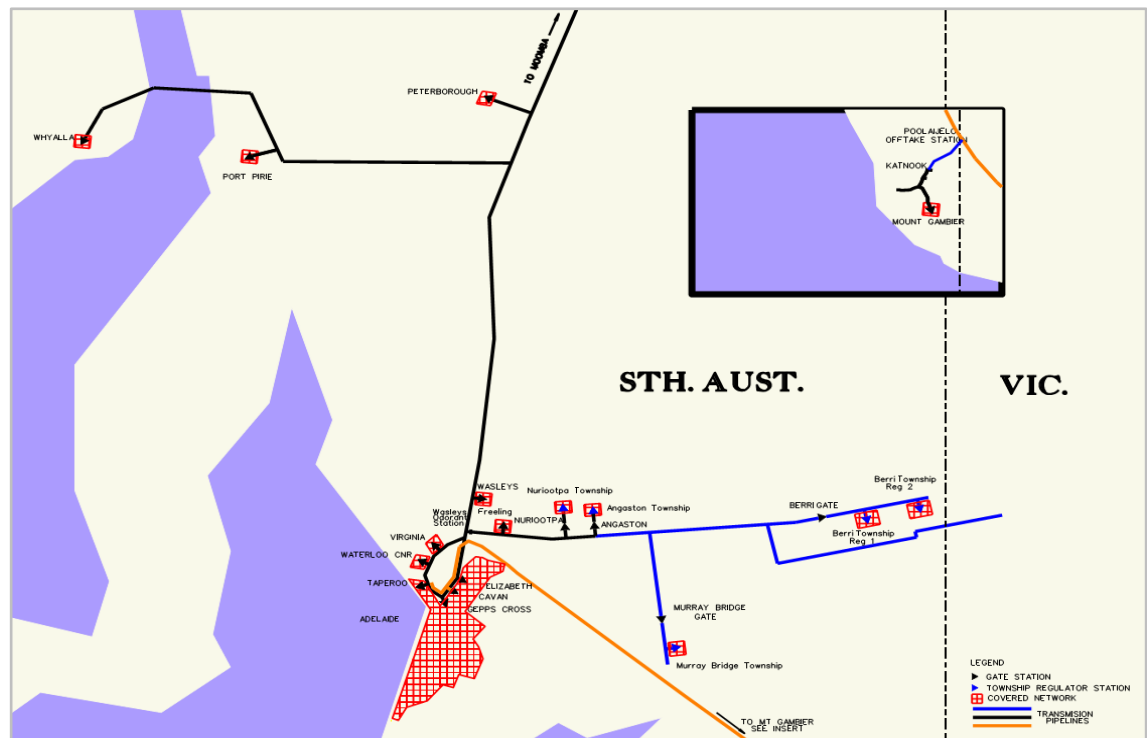 TO MOOMBA
PETERBOROUGH
WHYALLA
PORT PIRIE
POOLAIJELO
OFFTAKE STATION
KATNOOK
MOUNT GAMBIER
STH. AUST.
VIC.
WASLEYS
Nuriootpa Township
Berri Township
Reg 2
Wasleys
Odorant
Station
Freeling
Angaston Township
BERRI GATE
NURIOOTPA
ANGASTON
VIRGINIA
Berri Township
Reg 1
WATERLOO CNR
TAPEROO
ELIZABETH
CAVAN
GEPPS CROSS
ADELAIDE
MURRAY BRIDGE
GATE
Murray Bridge Township
LEGEND
GATE STATION
TOWNSHIP REGULATOR STATION
COVERED NETWORK
TRANSMISION
PIPELINES
TO MT GAMBIER
SEE INSERT